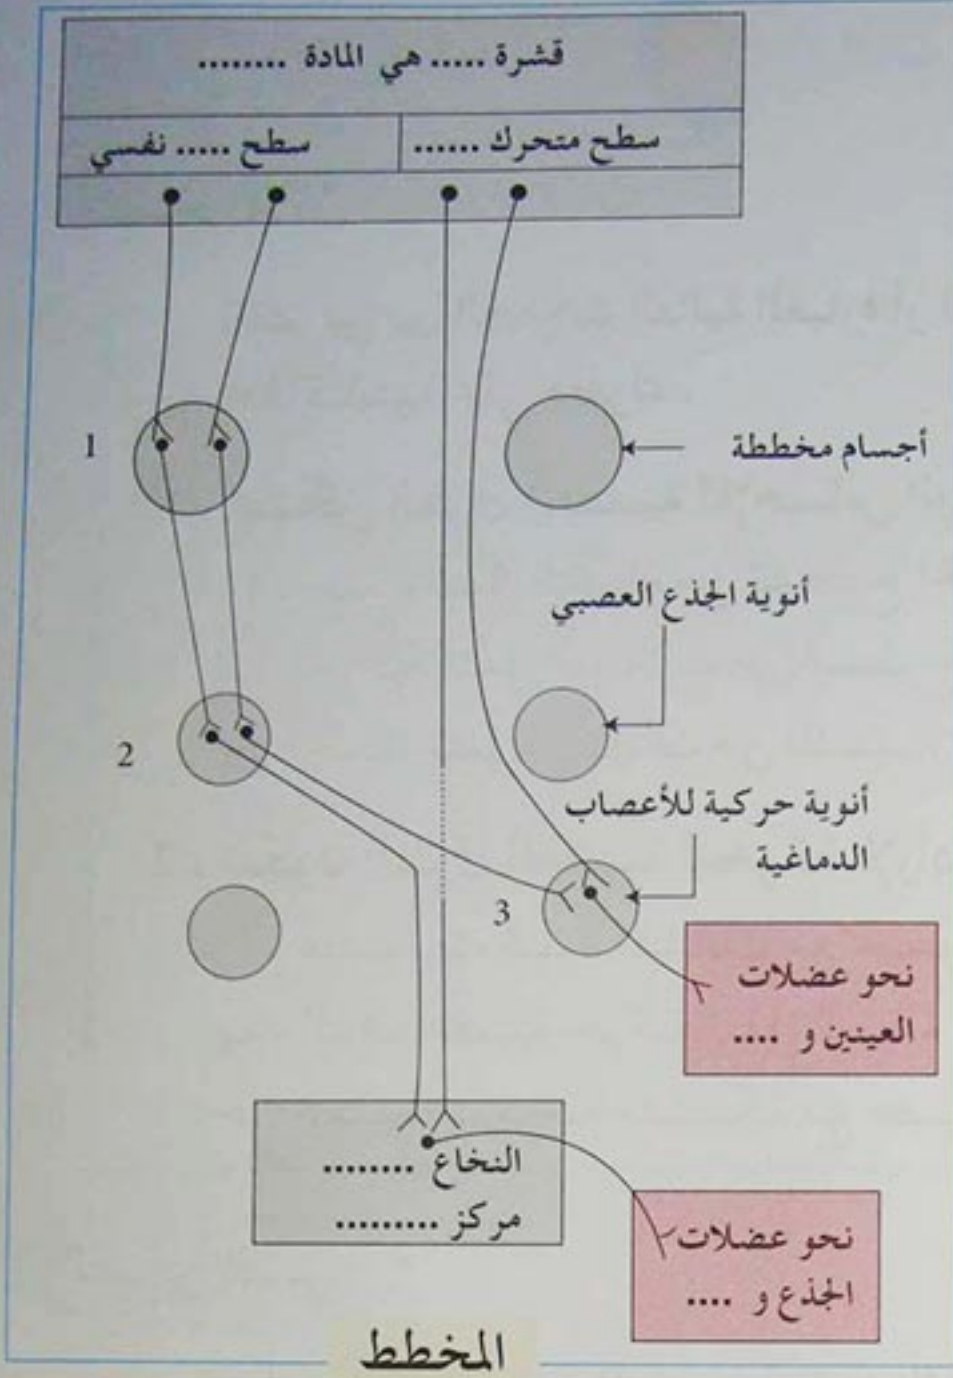 قشرة ..... هي المادة ........
سطح متحرك ......
سطح ..... نفسي
1
أجسام مخططة
أنوية الجذع العصبي
2
أنوية حركية للأعصاب
الدماغية
3
نحو عضلات
العينين و ....
النخاع ........
مركز .........
نحو عضلات
الجذع و ....
المخطط